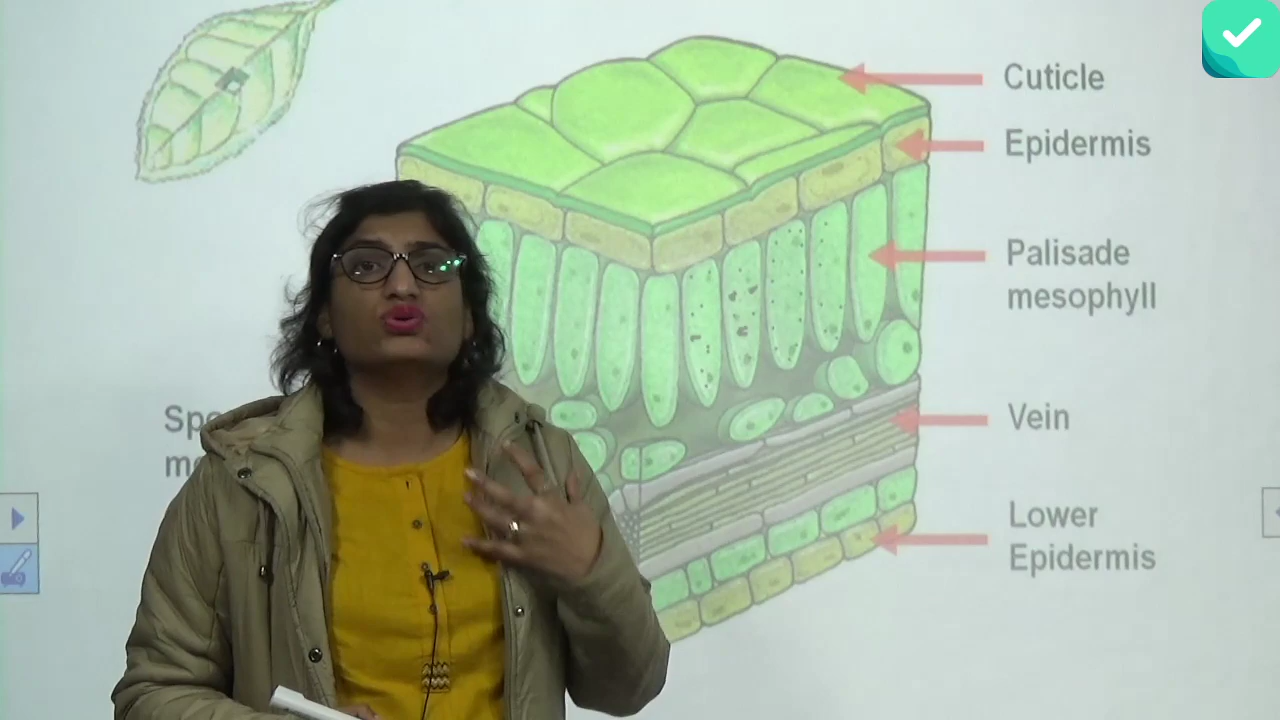 Cuticle
Epidermis
Palisade
mesophyll
Vein
Lower
Epidermis